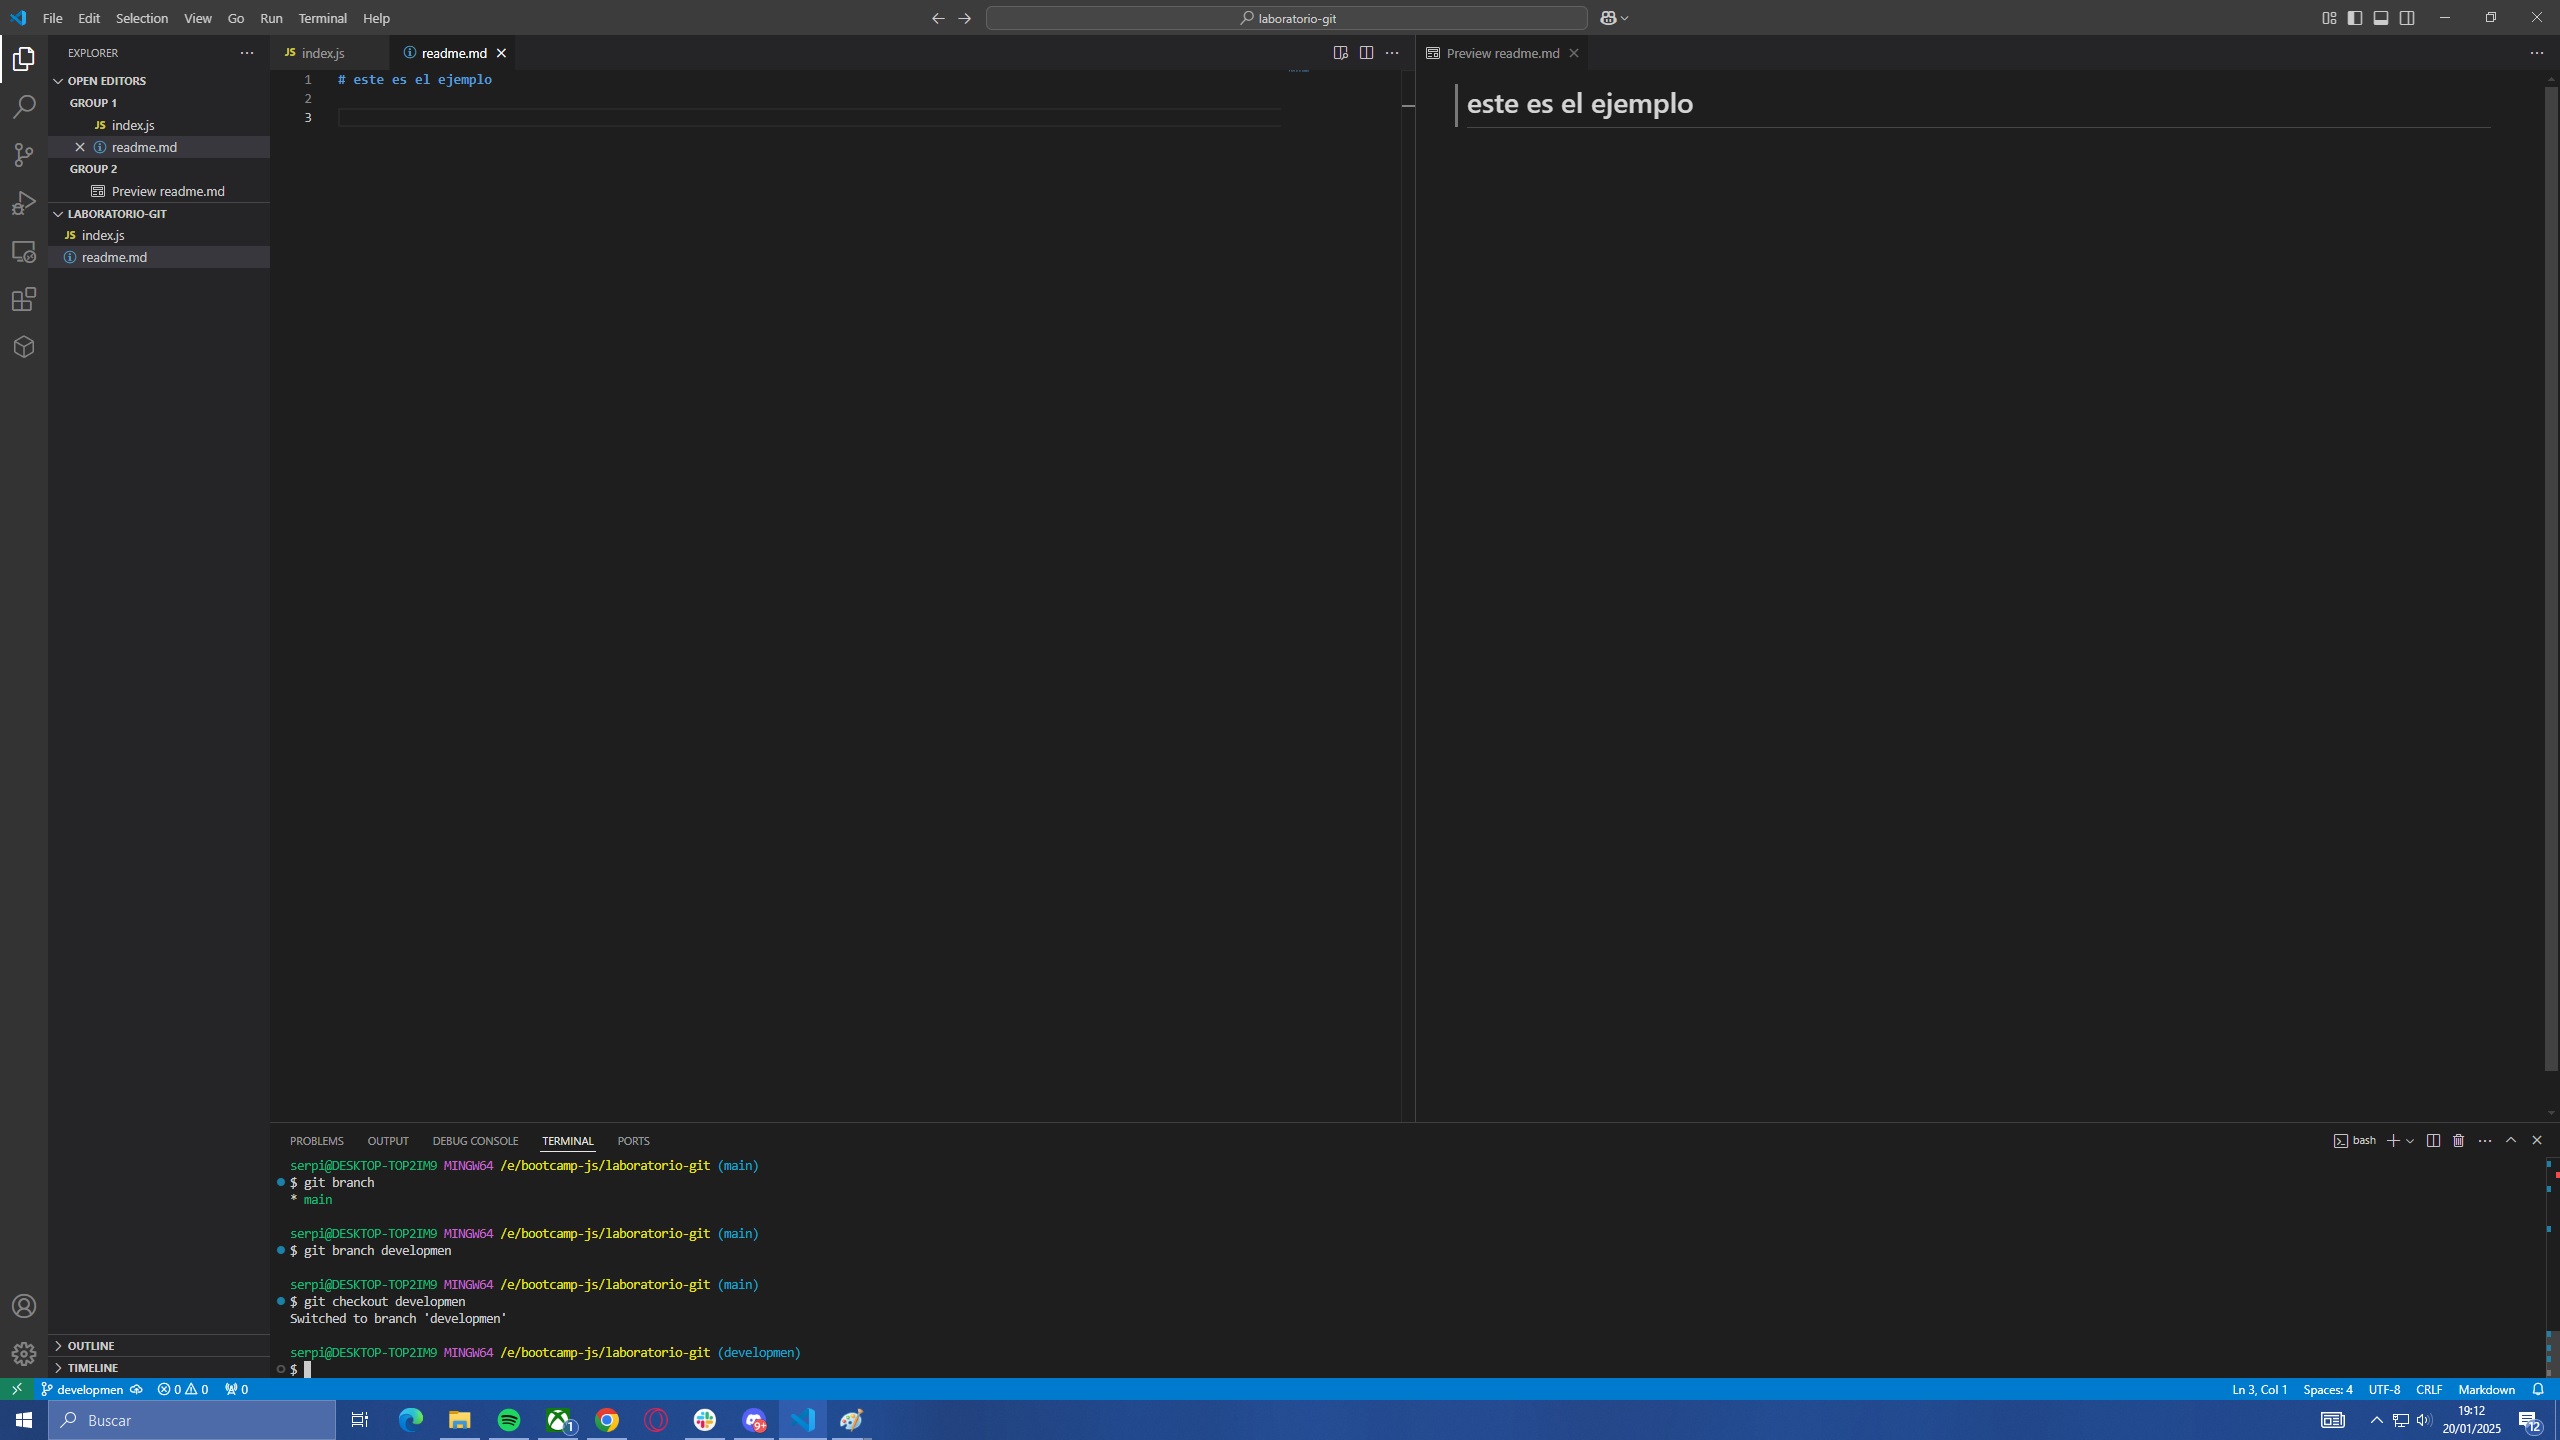 File Edit Selection View Go Run Terminal Help
laboratorio-git
EXPLORER
OPEN EDITORS
GROUP 1
JS index.js
readme.md
GROUP 2
Preview readme.md
LABORATORIO-GIT
JS index.js
readme.md
OUTLINE
TIMELINE
JS index.js readme.md
1 # este es el ejemplo
2
3
Preview readme.md
este es el ejemplo
PROBLEMS OUTPUT DEBUG CONSOLE TERMINAL PORTS
bash
serpi@DESKTOP-TOP2IM9 MINGW64 /e/bootcamp-js/laboratorio-git (main)
$ git branch
* main
serpi@DESKTOP-TOP2IM9 MINGW64 /e/bootcamp-js/laboratorio-git (main)
$ git branch developmen
serpi@DESKTOP-TOP2IM9 MINGW64 /e/bootcamp-js/laboratorio-git (main)
$ git checkout developmen
Switched to branch 'developmen'
serpi@DESKTOP-TOP2IM9 MINGW64 /e/bootcamp-js/laboratorio-git (developmen)
$
developmen 0 0 0
Ln 3, Col 1 Spaces: 4 UTF-8 CRLF Markdown
Buscar
1
9+
19:12
20/01/2025
12